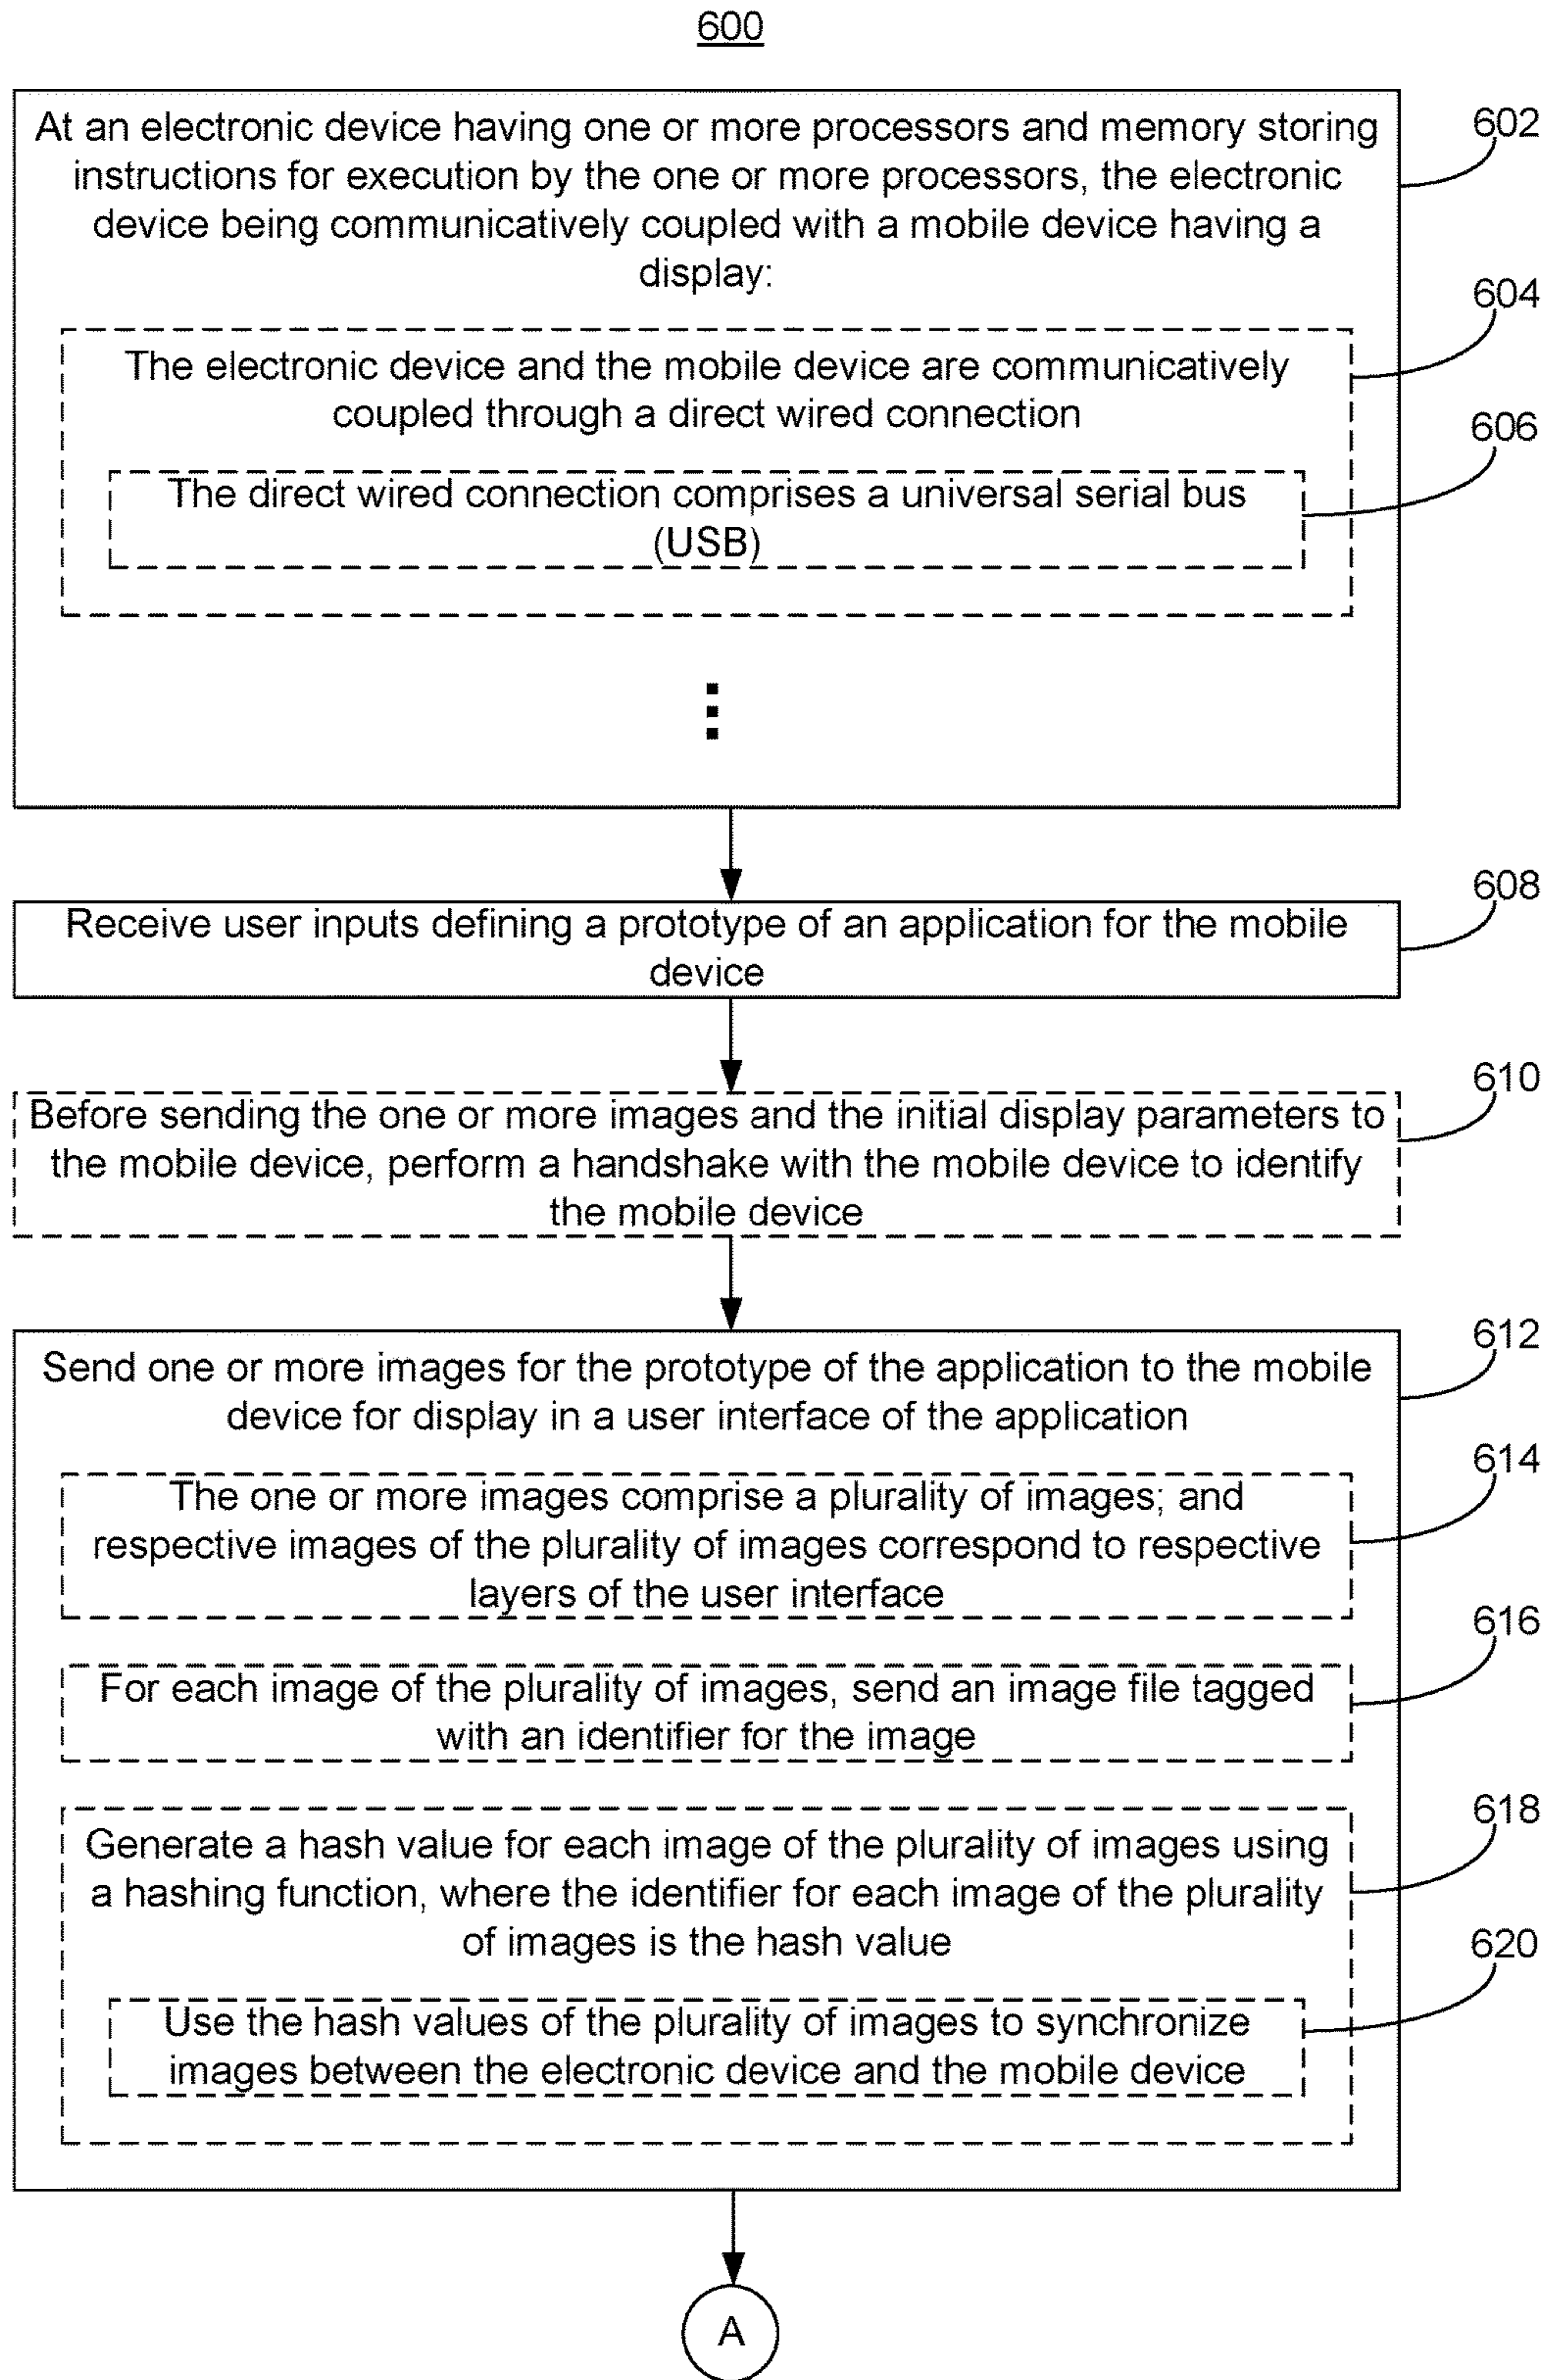 600
At an electronic device having one or more processors and memory storing
instructions for execution by the one or more processors, the electronic
device being communicatively coupled with a mobile device having a
display:
602
The electronic device and the mobile device are communicatively
coupled through a direct wired connection
604
The direct wired connection comprises a universal serial bus
(USB)
606
Receive user inputs defining a prototype of an application for the mobile
device
608
Before sending the one or more images and the initial display parameters to
the mobile device, perform a handshake with the mobile device to identify
the mobile device
610
Send one or more images for the prototype of the application to the mobile
device for display in a user interface of the application
612
The one or more images comprise a plurality of images; and
respective images of the plurality of images correspond to respective
layers of the user interface
614
For each image of the plurality of images, send an image file tagged
with an identifier for the image
616
Generate a hash value for each image of the plurality of images using
a hashing function, where the identifier for each image of the plurality
of images is the hash value
618
Use the hash values of the plurality of images to synchronize
images between the electronic device and the mobile device
620
A